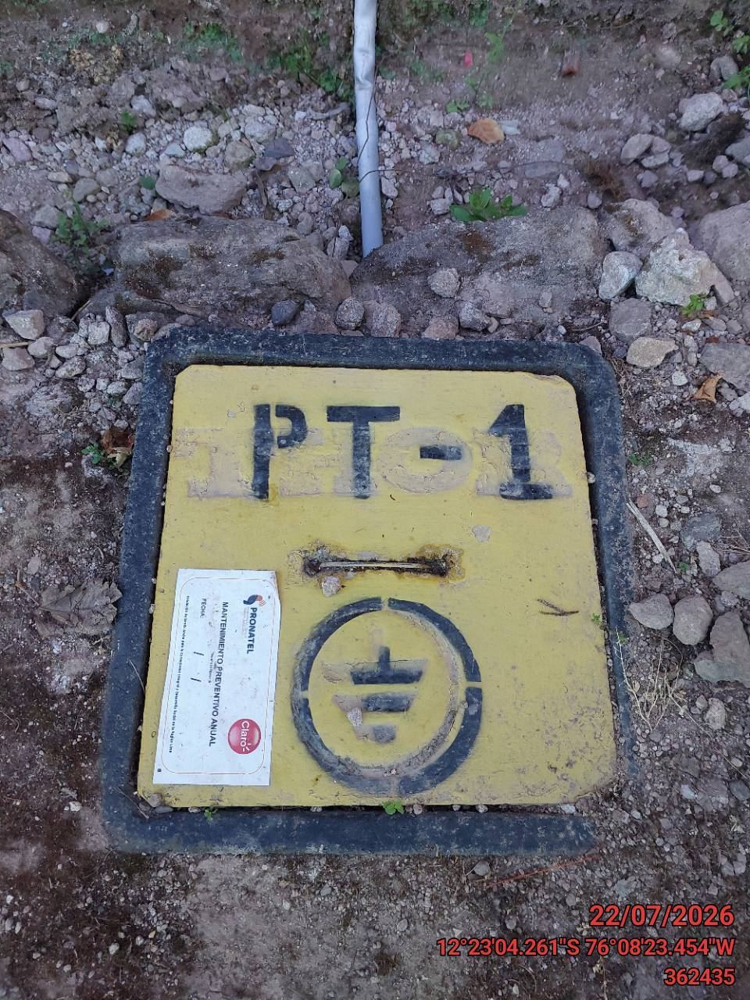 PT-1
PRONATEL
MANTENIMIENTO PREVENTIVO ANUAL
FECHA: / /
Claro
22/07/2026
12°23'04.261"S 76°08'23.454"W
362435